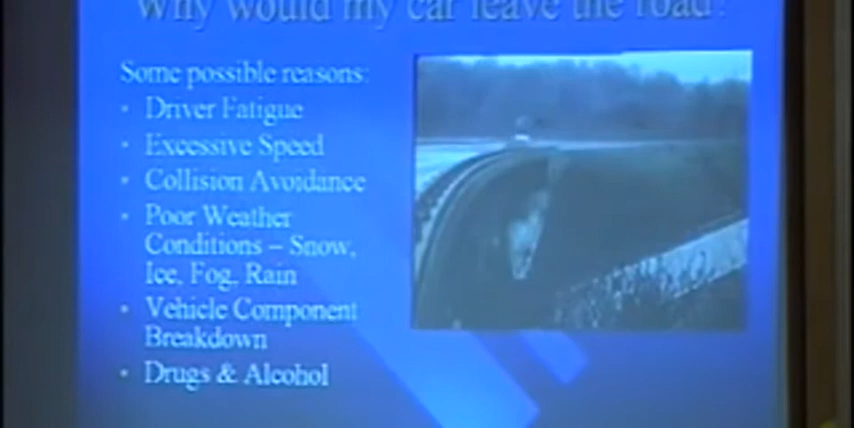 Why would my car leave the road?
Some possible reasons:
• Driver Fatigue
• Excessive Speed
• Collision Avoidance
• Poor Weather
Conditions – Snow,
Ice, Fog, Rain
• Vehicle Component
Breakdown
• Drugs & Alcohol